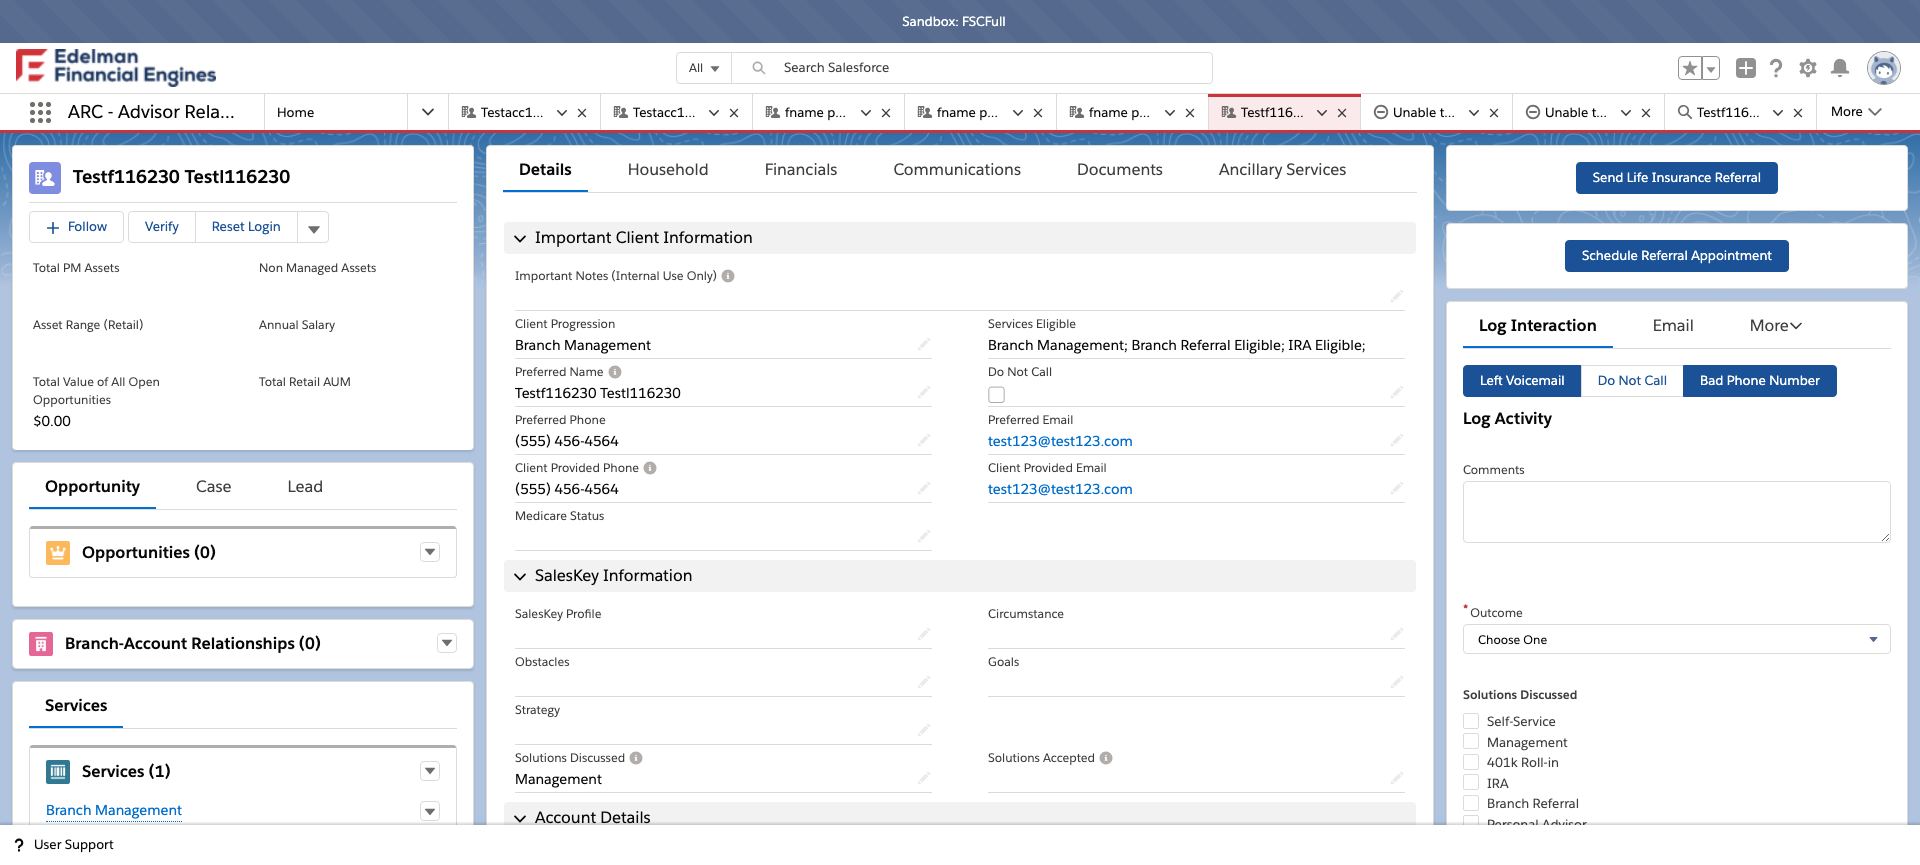 Sandbox: FSCFull
Edelman
Financial Engines
All
Search Salesforce
ARC - Advisor Rela...
Home
Testacc1...
Testacc1...
fname p...
fname p...
fname p...
Testf116...
Unable t...
Unable t...
Testf116...
More
Testf116230 Testl116230
Follow
Verify
Reset Login
Total PM Assets
Non Managed Assets
Asset Range (Retail)
Annual Salary
Total Value of All Open
Opportunities
Total Retail AUM
$0.00
Opportunity
Case
Lead
Opportunities (0)
Branch-Account Relationships (0)
Services
Services (1)
Branch Management
Details
Household
Financials
Communications
Documents
Ancillary Services
Important Client Information
Important Notes (Internal Use Only)
Client Progression
Branch Management
Services Eligible
Branch Management; Branch Referral Eligible; IRA Eligible;
Preferred Name
Testf116230 Testl116230
Do Not Call
Preferred Phone
(555) 456-4564
Preferred Email
test123@test123.com
Client Provided Phone
(555) 456-4564
Client Provided Email
test123@test123.com
Medicare Status
SalesKey Information
SalesKey Profile
Circumstance
Obstacles
Goals
Strategy
Solutions Discussed
Management
Solutions Accepted
Account Details
Send Life Insurance Referral
Schedule Referral Appointment
Log Interaction
Email
More
Left Voicemail
Do Not Call
Bad Phone Number
Log Activity
Comments
* Outcome
Choose One
Solutions Discussed
Self-Service
Management
401k Roll-in
IRA
Branch Referral
Personal Advisor
? User Support